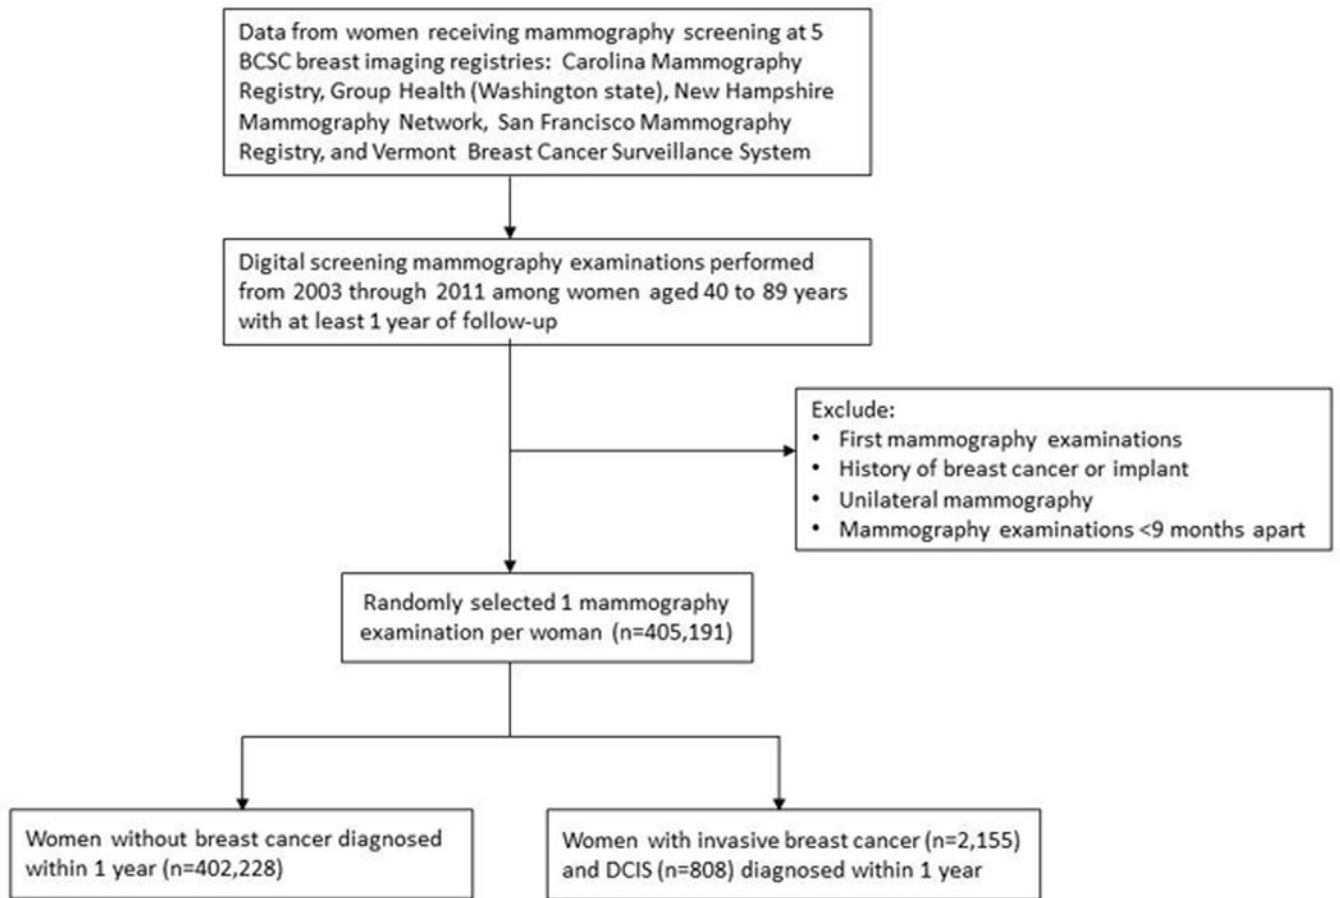 Data from women receiving mammography screening at 5
BCSC breast imaging registries: Carolina Mammography
Registry, Group Health (Washington state), New Hampshire
Mammography Network, San Francisco Mammography
Registry, and Vermont Breast Cancer Surveillance System
Digital screening mammography examinations performed
from 2003 through 2011 among women aged 40 to 89 years
with at least 1 year of follow-up
Exclude:
• First mammography examinations
• History of breast cancer or implant
• Unilateral mammography
• Mammography examinations <9 months apart
Randomly selected 1 mammography
examination per woman (n=405,191)
Women without breast cancer diagnosed
within 1 year (n=402,228)
Women with invasive breast cancer (n=2,155)
and DCIS (n=808) diagnosed within 1 year